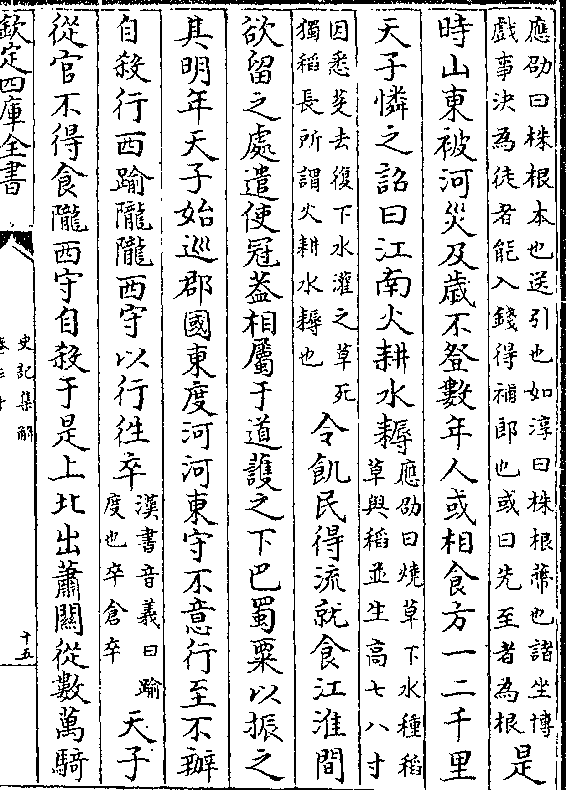 應劭曰株根本也送引也如淳曰株根蔕也諸坐博
戲事決為徒者能入錢得補郎也或曰先至者為根
是
時山東被河災及歲不登數年人或相食方一二千里
天子憐之詔曰江南火耕水耨
應劭曰燒草下水種稻
草與稻並生高七八寸
因悉芟去復下水灌之草死
獨稻長所謂火耕水耨也
令飢民得流就食江淮間
欲留之處遣使冠葢相屬于道護之下巴蜀粟以振之
其明年天子始巡郡國東度河河東守不意行至不辦
自殺行西踰隴隴西守以行徃卒
漢書音義曰踰
度也卒倉卒
天子
從官不得食隴西守自殺于是上北出蕭關從數萬騎
欽定四庫全書
史記集解
十五